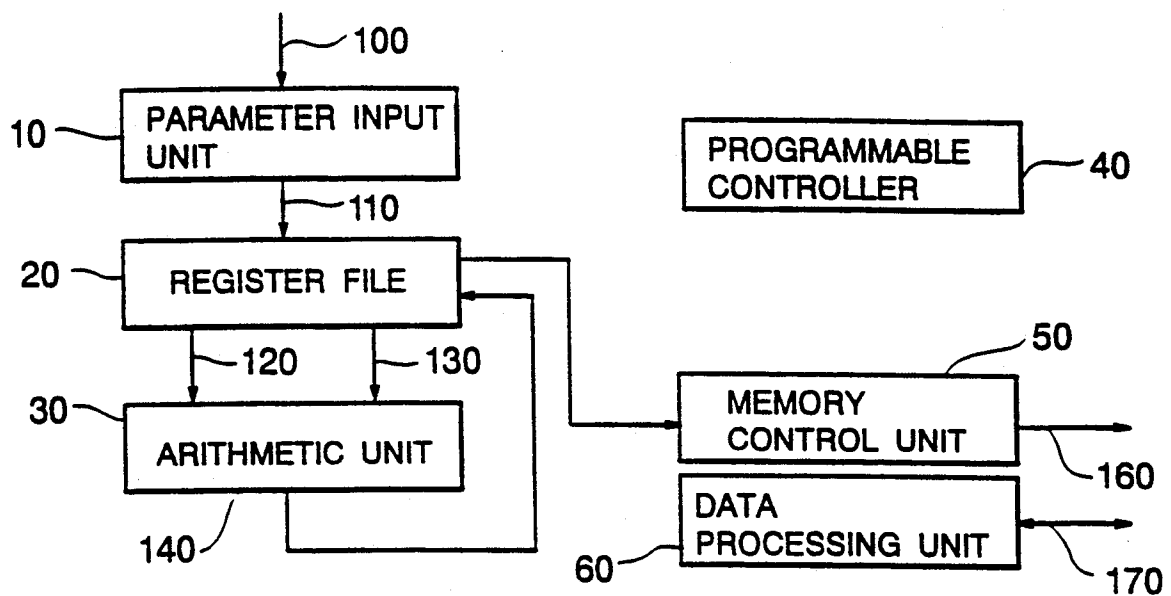 100
10
PARAMETER INPUT
UNIT
110
PROGRAMMABLE
CONTROLLER
40
20
REGISTER FILE
120
130
30
ARITHMETIC UNIT
140
50
MEMORY
CONTROL UNIT
160
DATA
PROCESSING UNIT
60
170